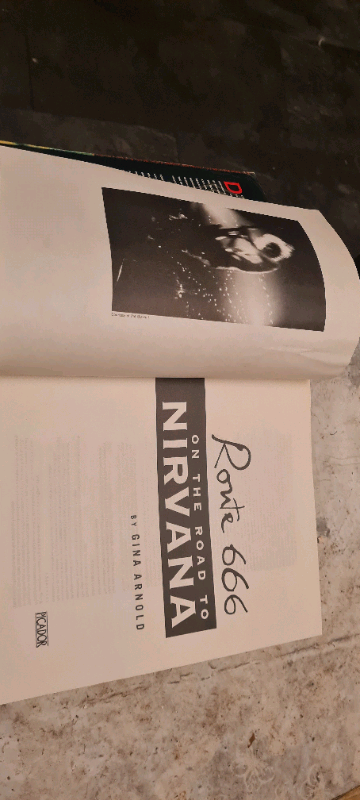 Route 666
ON THE ROAD TO
NIRVANA
BY GINA ARNOLD
PICADOR